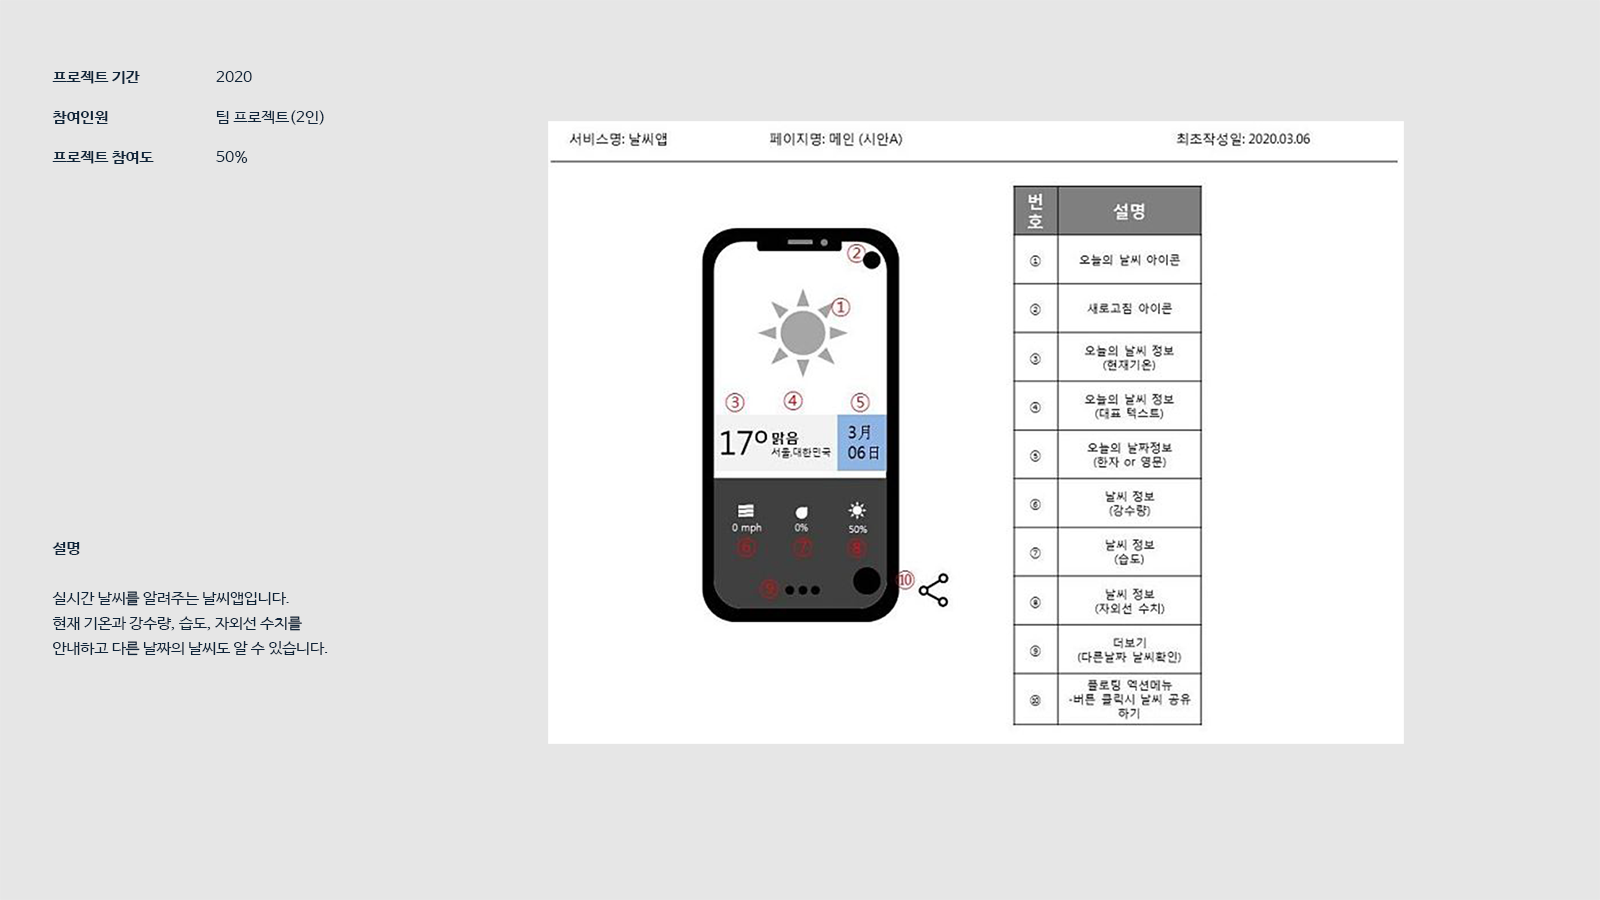 프로젝트 기간 2020
참여인원 팀 프로젝트(2인)
프로젝트 참여도 50%
설명
실시간 날씨를 알려주는 날씨앱입니다.
현재 기온과 강수량, 습도, 자외선 수치를
안내하고 다른 날짜의 날씨도 알 수 있습니다.
서비스명: 날씨앱 페이지명: 메인 (시안A) 최초작성일: 2020.03.06
②
①
③ ④ ⑤
17° 맑음
서울,대한민국
3月
06日
0 mph 0% 50%
⑥ ⑦ ⑧
⑨ ⑩
번호 설명
① 오늘의 날씨 아이콘
② 새로고침 아이콘
③ 오늘의 날씨 정보
(현재기온)
④ 오늘의 날씨 정보
(대표 텍스트)
⑤ 오늘의 날짜정보
(한자 or 영문)
⑥ 날씨 정보
(강수량)
⑦ 날씨 정보
(습도)
⑧ 날씨 정보
(자외선 수치)
⑨ 더보기
(다른날짜 날씨확인)
⑩ 플로팅 액션메뉴
-버튼 클릭시 날씨 공유
하기